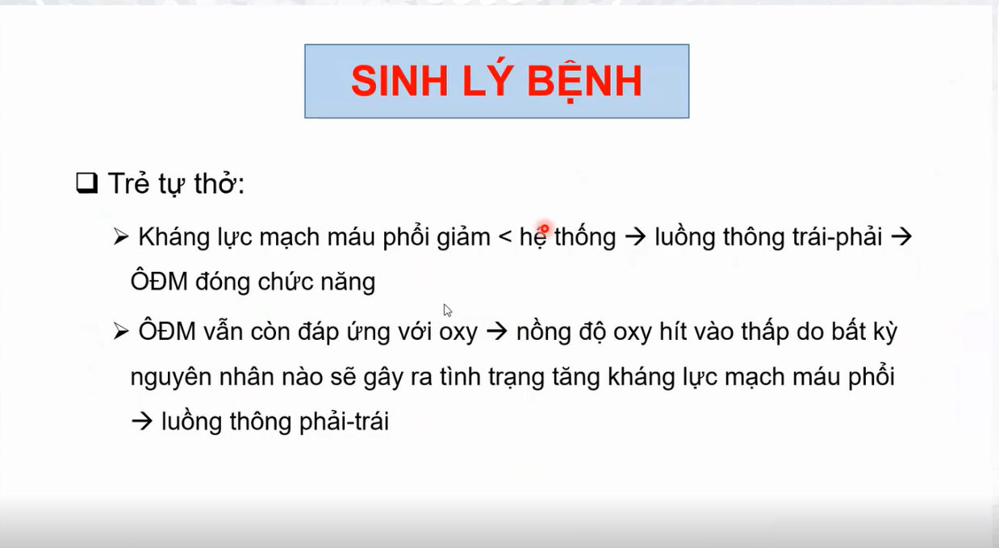 SINH LÝ BỆNH
❑ Trẻ tự thở:
➢ Kháng lực mạch máu phổi giảm < hệ thống → luồng thông trái-phải →
ÔĐM đóng chức năng
➢ ÔĐM vẫn còn đáp ứng với oxy → nồng độ oxy hít vào thấp do bất kỳ
nguyên nhân nào sẽ gây ra tình trạng tăng kháng lực mạch máu phổi
→ luồng thông phải-trái